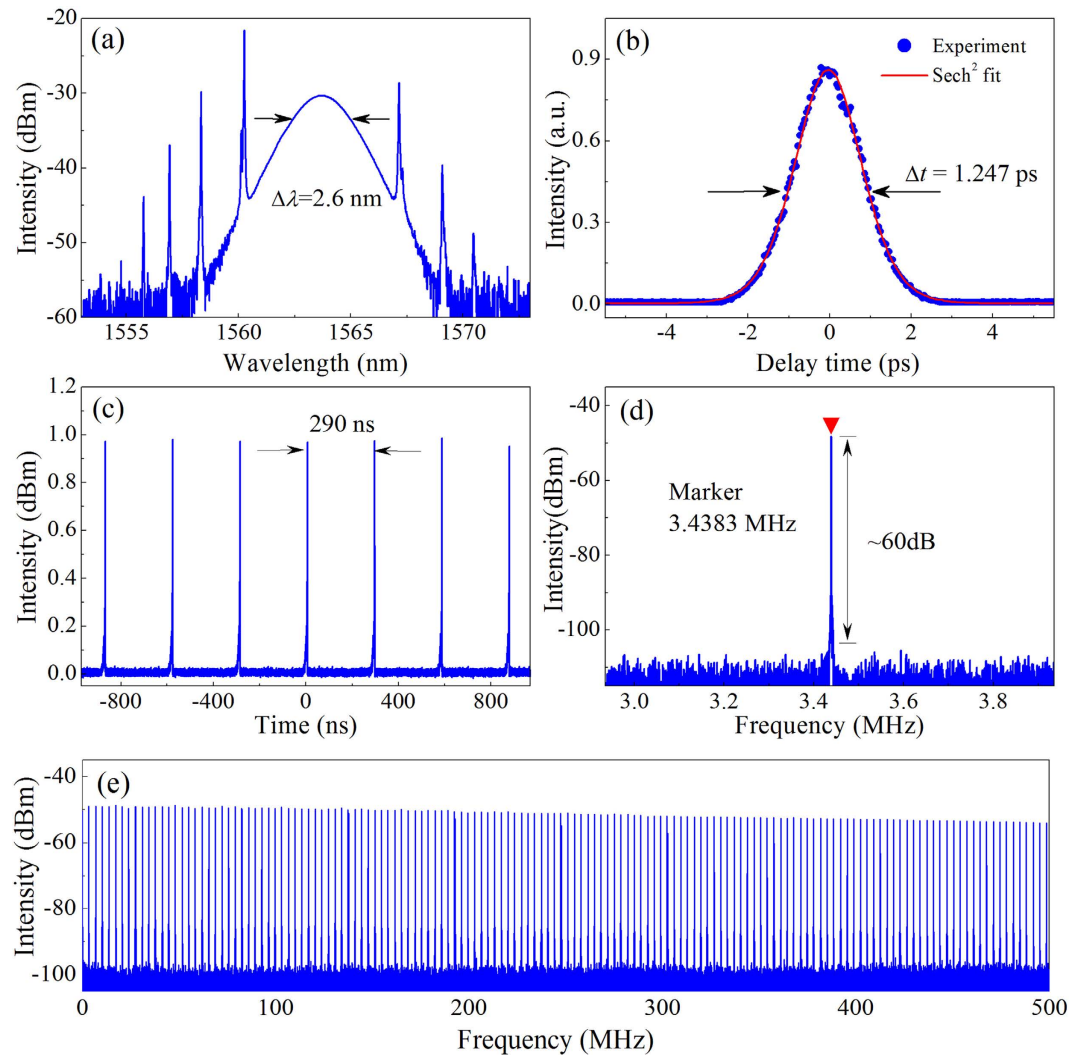 (a)
-20
-30
-40
-50
-60
Intensity (dBm)
Δλ=2.6 nm
1555
1560
1565
1570
Wavelength (nm)
(b)
Experiment
Sech² fit
0.9
0.6
0.3
0.0
Intensity (a.u.)
Δt = 1.247 ps
-4
-2
0
2
4
Delay time (ps)
(c)
1.2
1.0
0.8
0.6
0.4
0.2
0.0
Intensity (dBm)
290 ns
-800
-400
0
400
800
Time (ns)
(d)
-40
-60
-80
-100
Intensity(dBm)
Marker
3.4383 MHz
~60dB
3.0
3.2
3.4
3.6
3.8
Frequency (MHz)
(e)
-40
-60
-80
-100
Intensity (dBm)
0
100
200
300
400
500
Frequency (MHz)